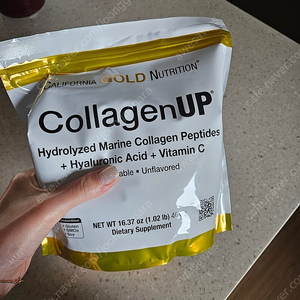 CALIFORNIA GOLD NUTRITION®
CollagenUP®
Hydrolyzed Marine Collagen Peptides
+ Hyaluronic Acid + Vitamin C
• Unflavored
NET WT 16.37 oz (1.02 lb)
Dietary Supplement